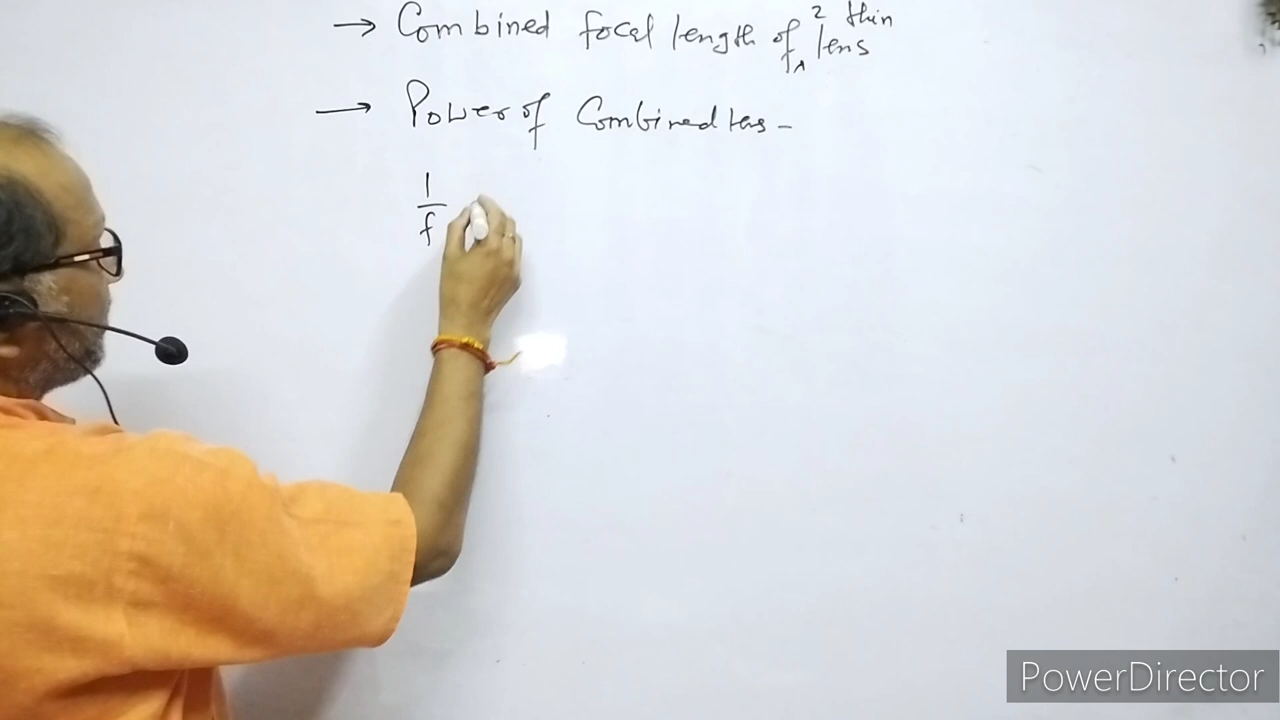 → Combined focal length of 2 thin lens
→ Power of Combined lens -
1
f
PowerDirector